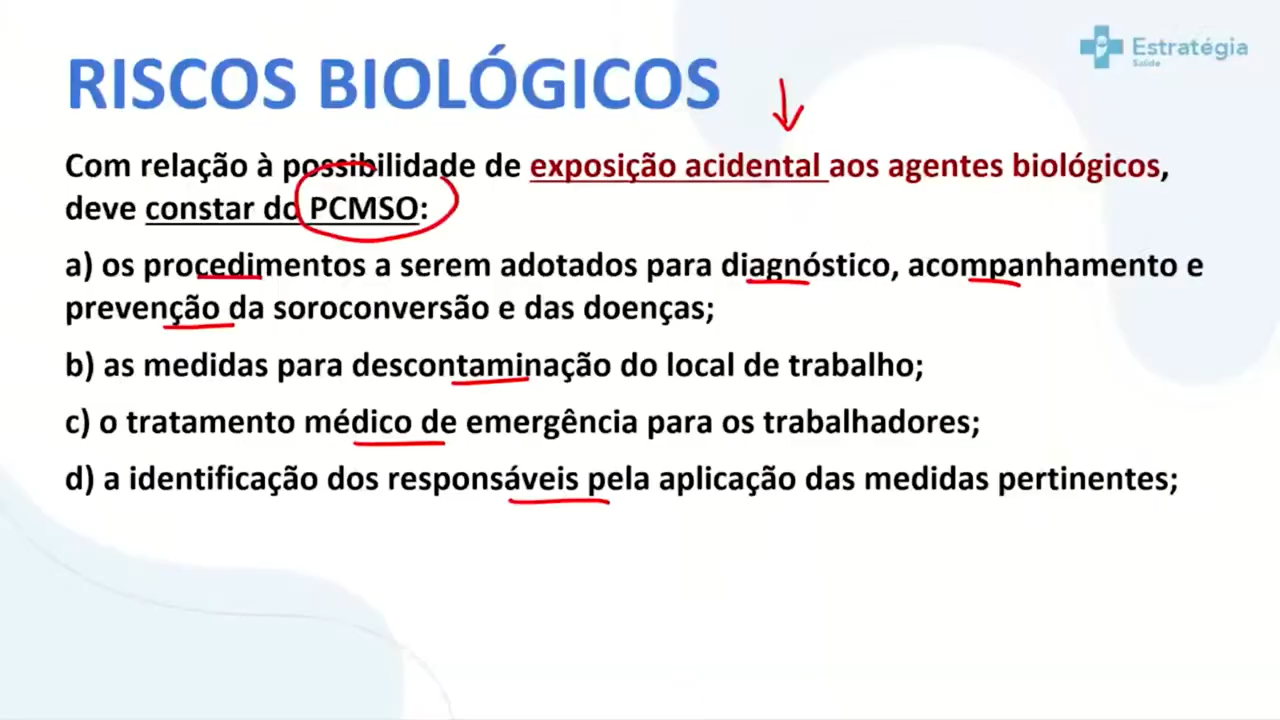 Estratégia
Saúde
RISCOS BIOLÓGICOS
Com relação à possibilidade de exposição acidental aos agentes biológicos,
deve constar do PCMSO:
a) os procedimentos a serem adotados para diagnóstico, acompanhamento e
prevenção da soroconversão e das doenças;
b) as medidas para descontaminação do local de trabalho;
c) o tratamento médico de emergência para os trabalhadores;
d) a identificação dos responsáveis pela aplicação das medidas pertinentes;